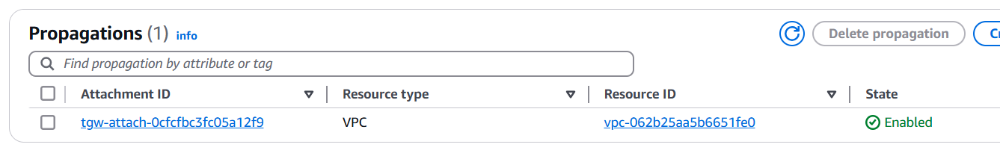 Propagations (1) info
Delete propagation
Find propagation by attribute or tag
Attachment ID Resource type Resource ID State
tgw-attach-0cfcfbc3fc05a12f9 VPC vpc-062b25aa5b6651fe0 Enabled